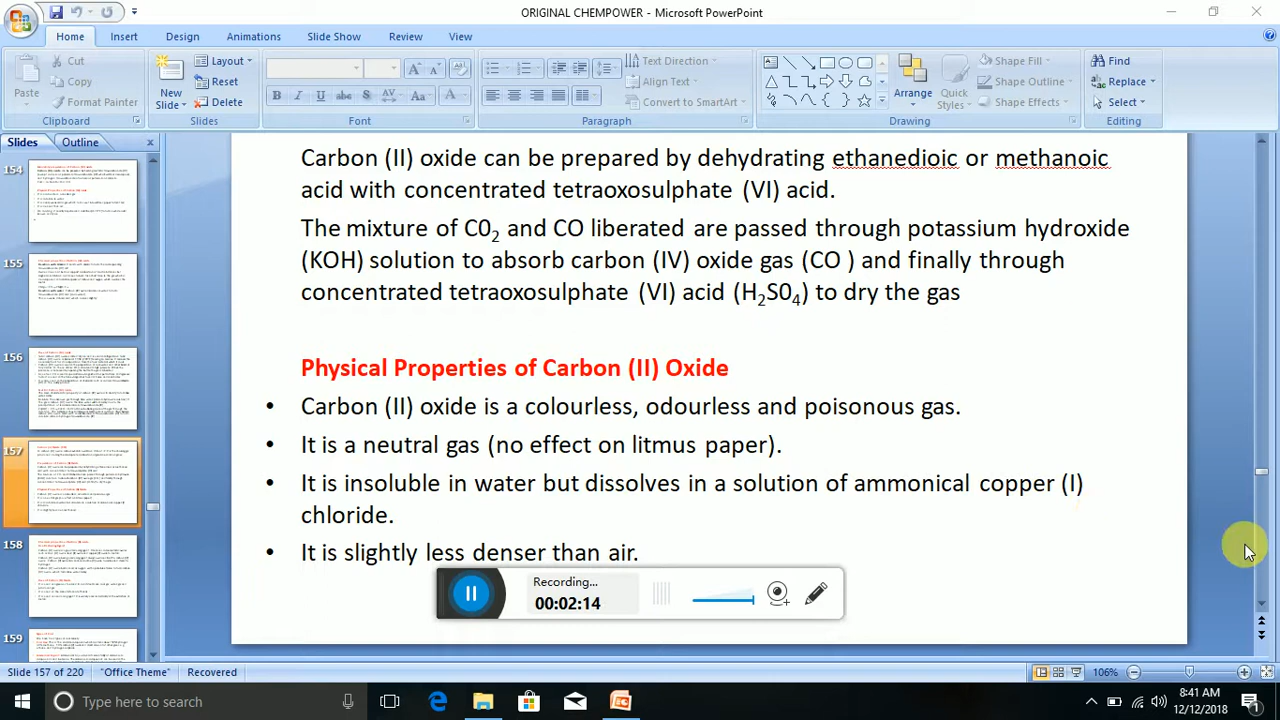 ORIGINAL CHEMPOWER - Microsoft PowerPoint
Home Insert Design Animations Slide Show Review View
Paste
Cut
Copy
Format Painter
Clipboard
New Slide
Layout
Reset
Delete
Slides
B I U abc S AV Aa A
Font
Text Direction
Align Text
Convert to SmartArt
Paragraph
Arrange
Quick Styles
Shape Fill
Shape Outline
Shape Effects
Drawing
Find
Replace
Select
Editing
Slides Outline
154
155
156
157
158
159
Carbon (II) oxide can be prepared by dehydrating ethanedioic or methanoic
acid with concentrated tetraoxosulphate (VI) acid.
The mixture of C0₂ and CO liberated are passed through potassium hydroxide
(KOH) solution to absorb carbon (IV) oxide gas (CO ) and finally through
concentrated tetraoxosulphate (VI) acid (H₂S0₄) to dry the gas
Physical Properties of Carbon (II) Oxide
• Carbon (II) oxide is a colourless, odourless and poisonous gas.
• It is a neutral gas (no effect on litmus paper).
• It is insoluble in water but dissolves in a solution of ammonical copper (I)
chloride.
• It is slightly less denser than air.
Recording...
00:02:14
Slide 157 of 220 "Office Theme" Recovered 106%
Type here to search
8:41 AM
12/12/2018
1